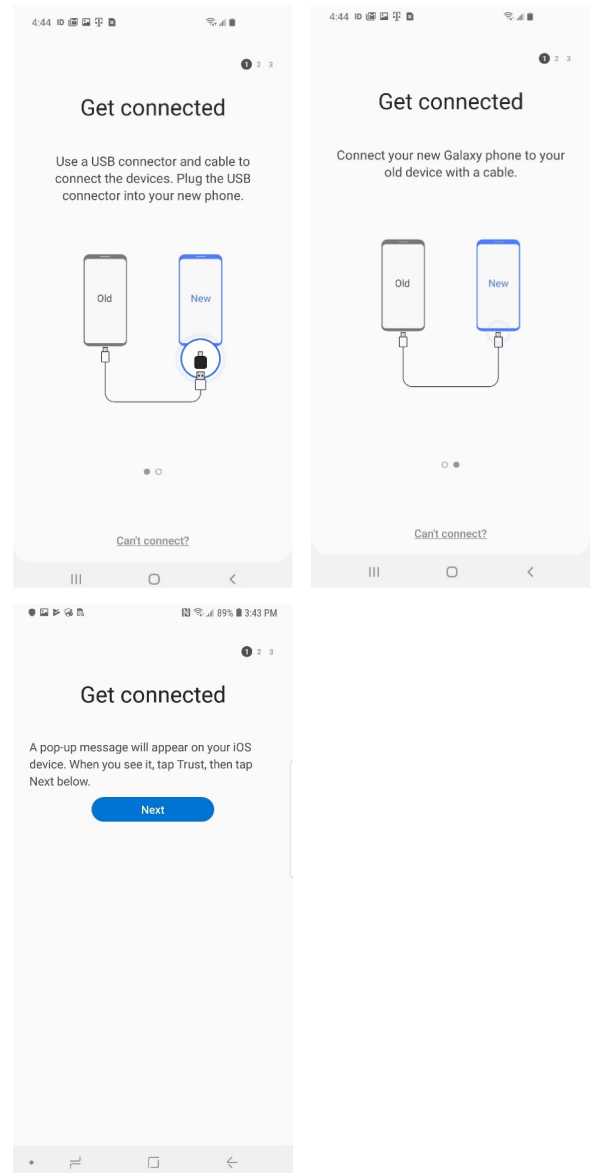 4:44 ID
1 2 3
Get connected
Use a USB connector and cable to
connect the devices. Plug the USB
connector into your new phone.
Old
New
Can't connect?
4:44 ID
1 2 3
Get connected
Connect your new Galaxy phone to your
old device with a cable.
Old
New
Can't connect?
89% 3:43 PM
1 2 3
Get connected
A pop-up message will appear on your iOS
device. When you see it, tap Trust, then tap
Next below.
Next